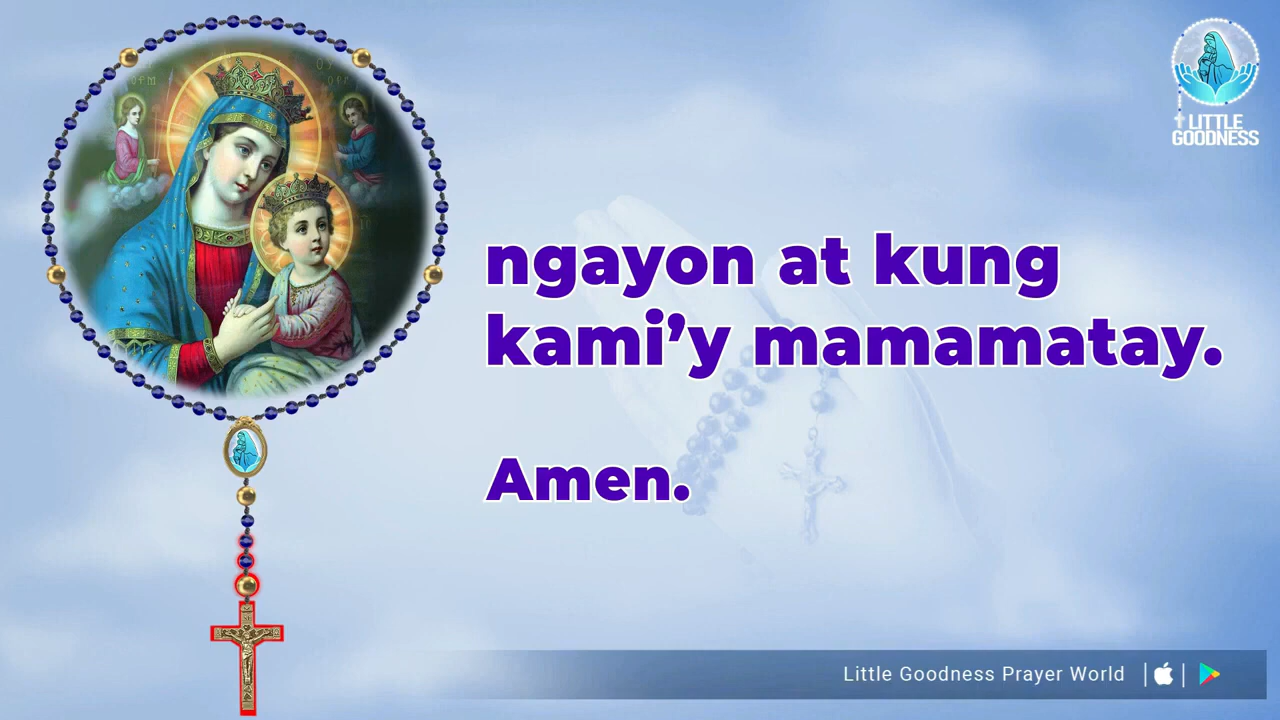 LITTLE
GOODNESS
ngayon at kung
kami’y mamamatay.
Amen.
Little Goodness Prayer World